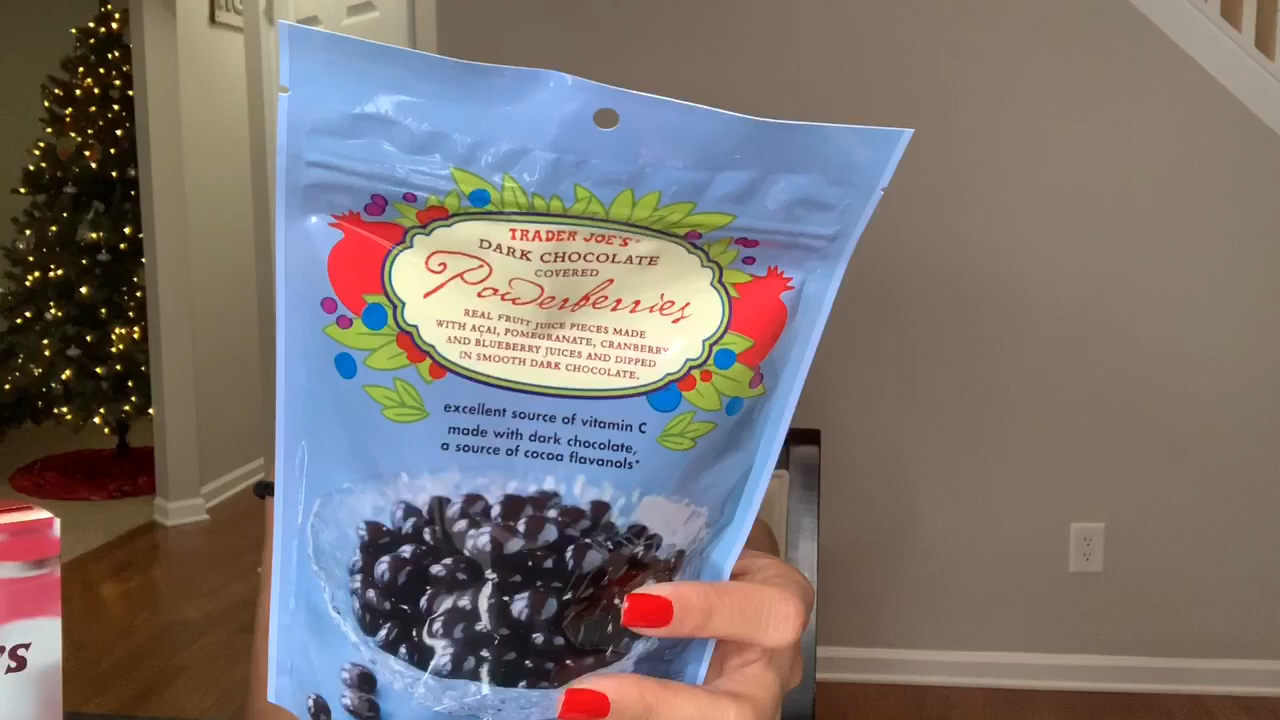 TRADER JOE'S
DARK CHOCOLATE
COVERED
Powerberries
REAL FRUIT JUICE PIECES MADE
WITH AÇAI, POMEGRANATE, CRANBERRY
AND BLUEBERRY JUICES AND DIPPED
IN SMOOTH DARK CHOCOLATE.
excellent source of vitamin C
made with dark chocolate,
a source of cocoa flavanols*
's